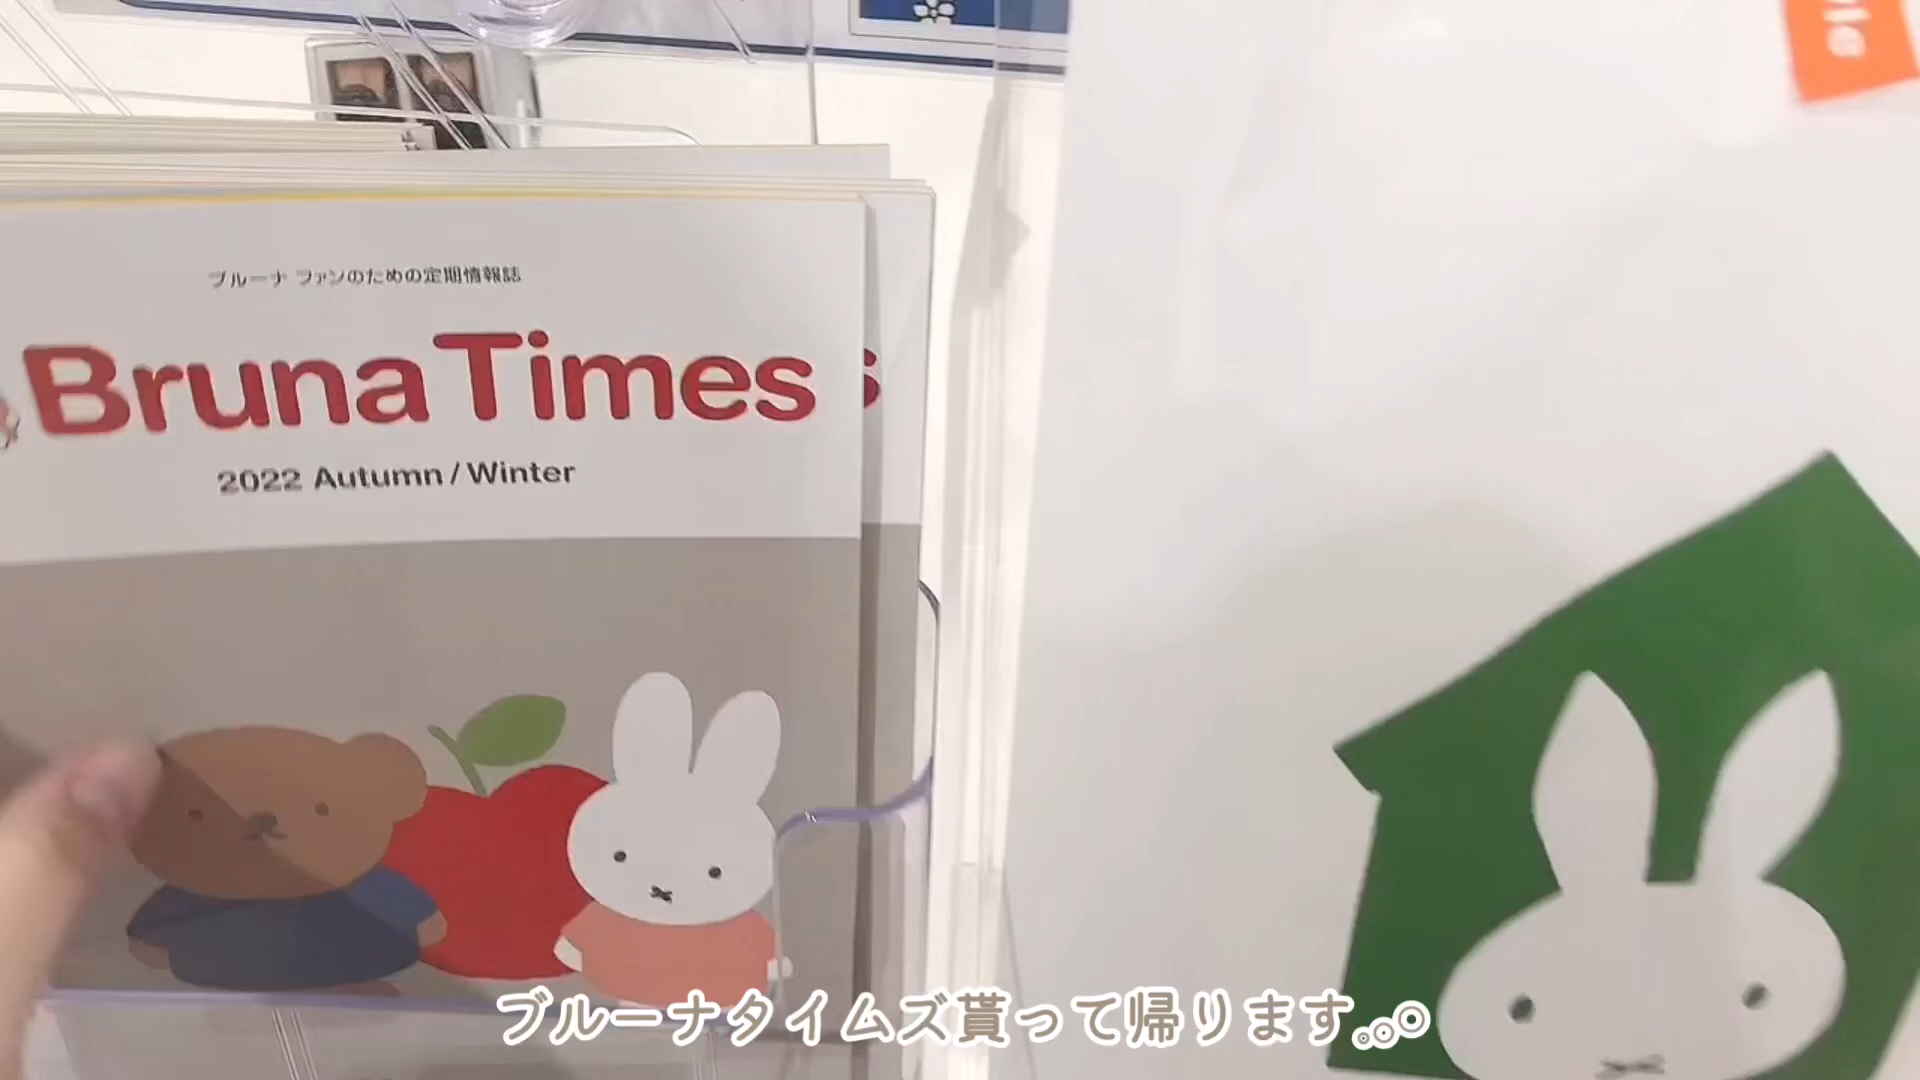 ブルーナ ファンのための定期情報誌
Bruna Times
2022 Autumn / Winter
ブルーナタイムズ貰って帰ります